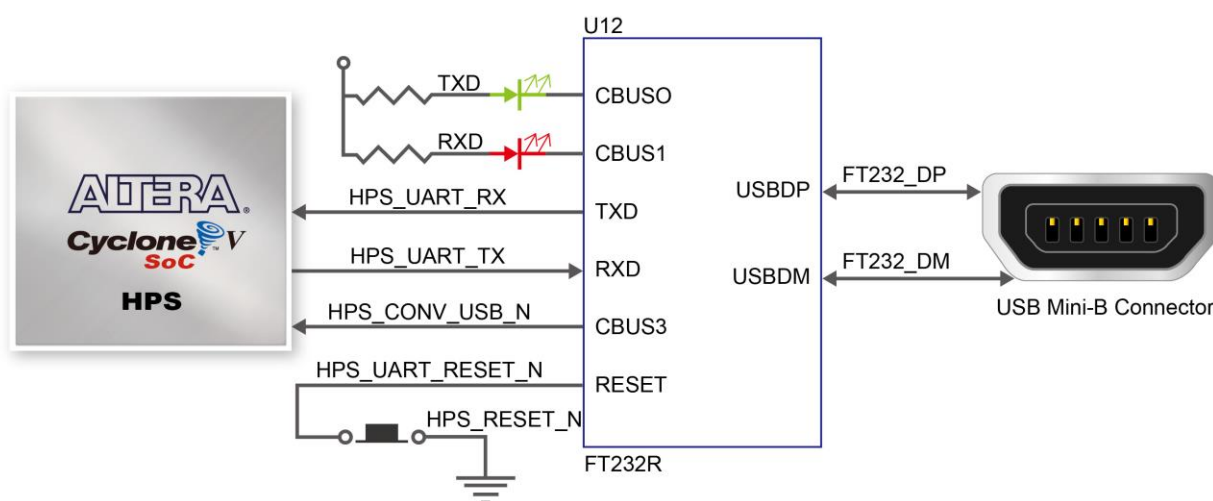 U12
TXD
CBUSO
RXD
CBUS1
ALTERA®
Cyclone™ V
SoC
HPS
HPS_UART_RX
TXD
HPS_UART_TX
RXD
HPS_CONV_USB_N
CBUS3
HPS_UART_RESET_N
RESET
HPS_RESET_N
FT232R
USBDP
FT232_DP
USBDM
FT232_DM
USB Mini-B Connector